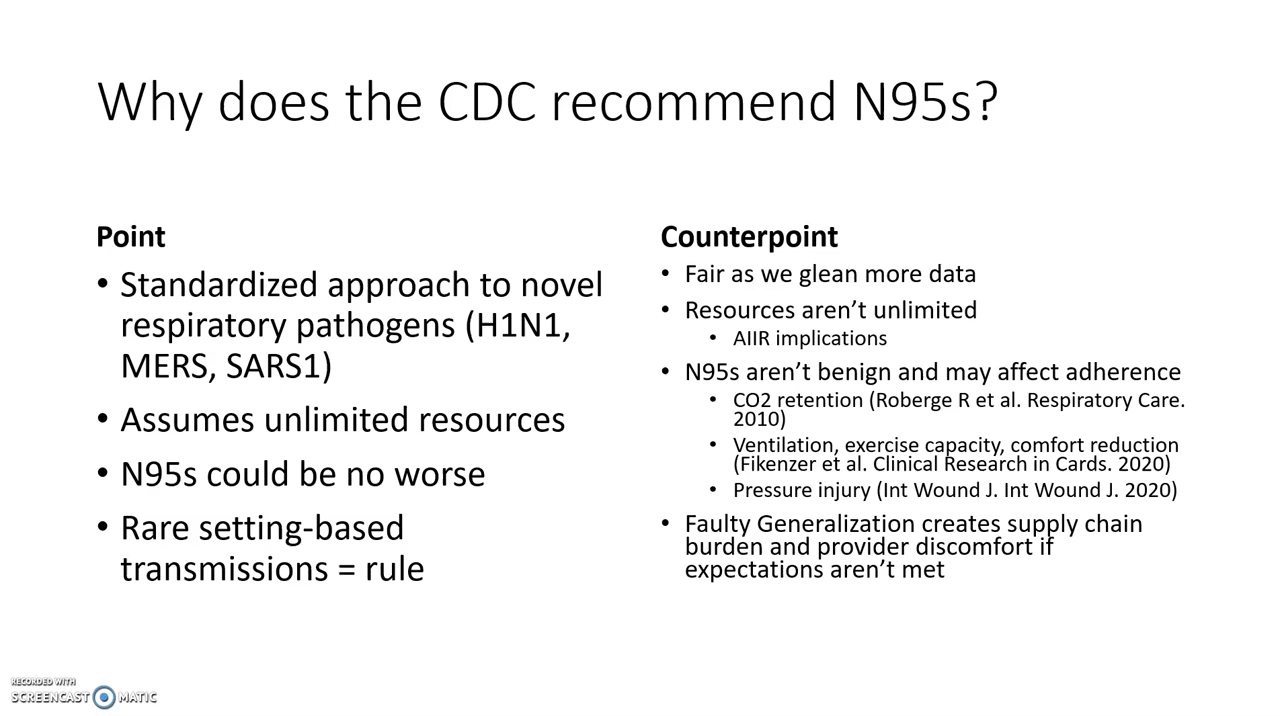 Why does the CDC recommend N95s?
Point
• Standardized approach to novel
respiratory pathogens (H1N1,
MERS, SARS1)
• Assumes unlimited resources
• N95s could be no worse
• Rare setting-based
transmissions = rule
Counterpoint
• Fair as we glean more data
• Resources aren’t unlimited
• AIIR implications
• N95s aren’t benign and may affect adherence
• CO2 retention (Roberge R et al. Respiratory Care.
2010)
• Ventilation, exercise capacity, comfort reduction
(Fikenzer et al. Clinical Research in Cards. 2020)
• Pressure injury (Int Wound J. Int Wound J. 2020)
• Faulty Generalization creates supply chain
burden and provider discomfort if
expectations aren’t met
RECORDED WITH
SCREENCAST MATIC